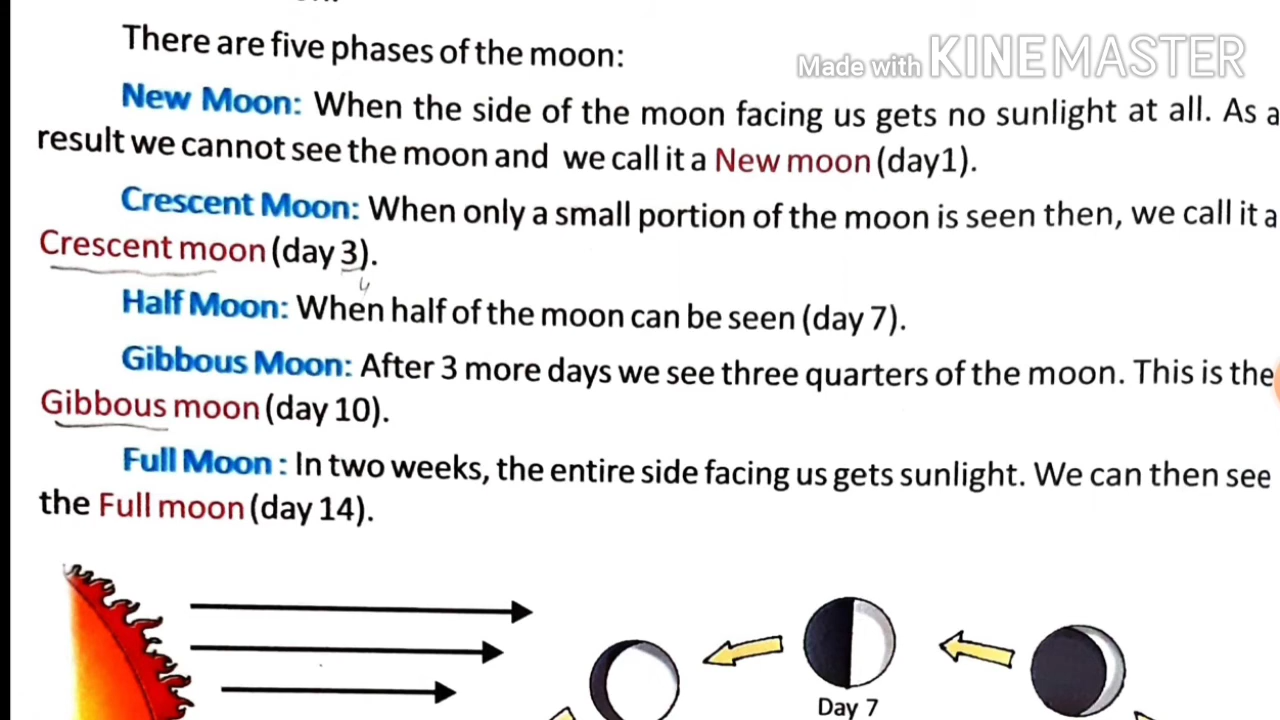 There are five phases of the moon:
Made with KINEMASTER
New Moon: When the side of the moon facing us gets no sunlight at all. As a
result we cannot see the moon and we call it a New moon (day1).
Crescent Moon: When only a small portion of the moon is seen then, we call it a
Crescent moon (day 3).
4
Half Moon: When half of the moon can be seen (day 7).
Gibbous Moon: After 3 more days we see three quarters of the moon. This is the
Gibbous moon (day 10).
Full Moon : In two weeks, the entire side facing us gets sunlight. We can then see
the Full moon (day 14).
Day 7